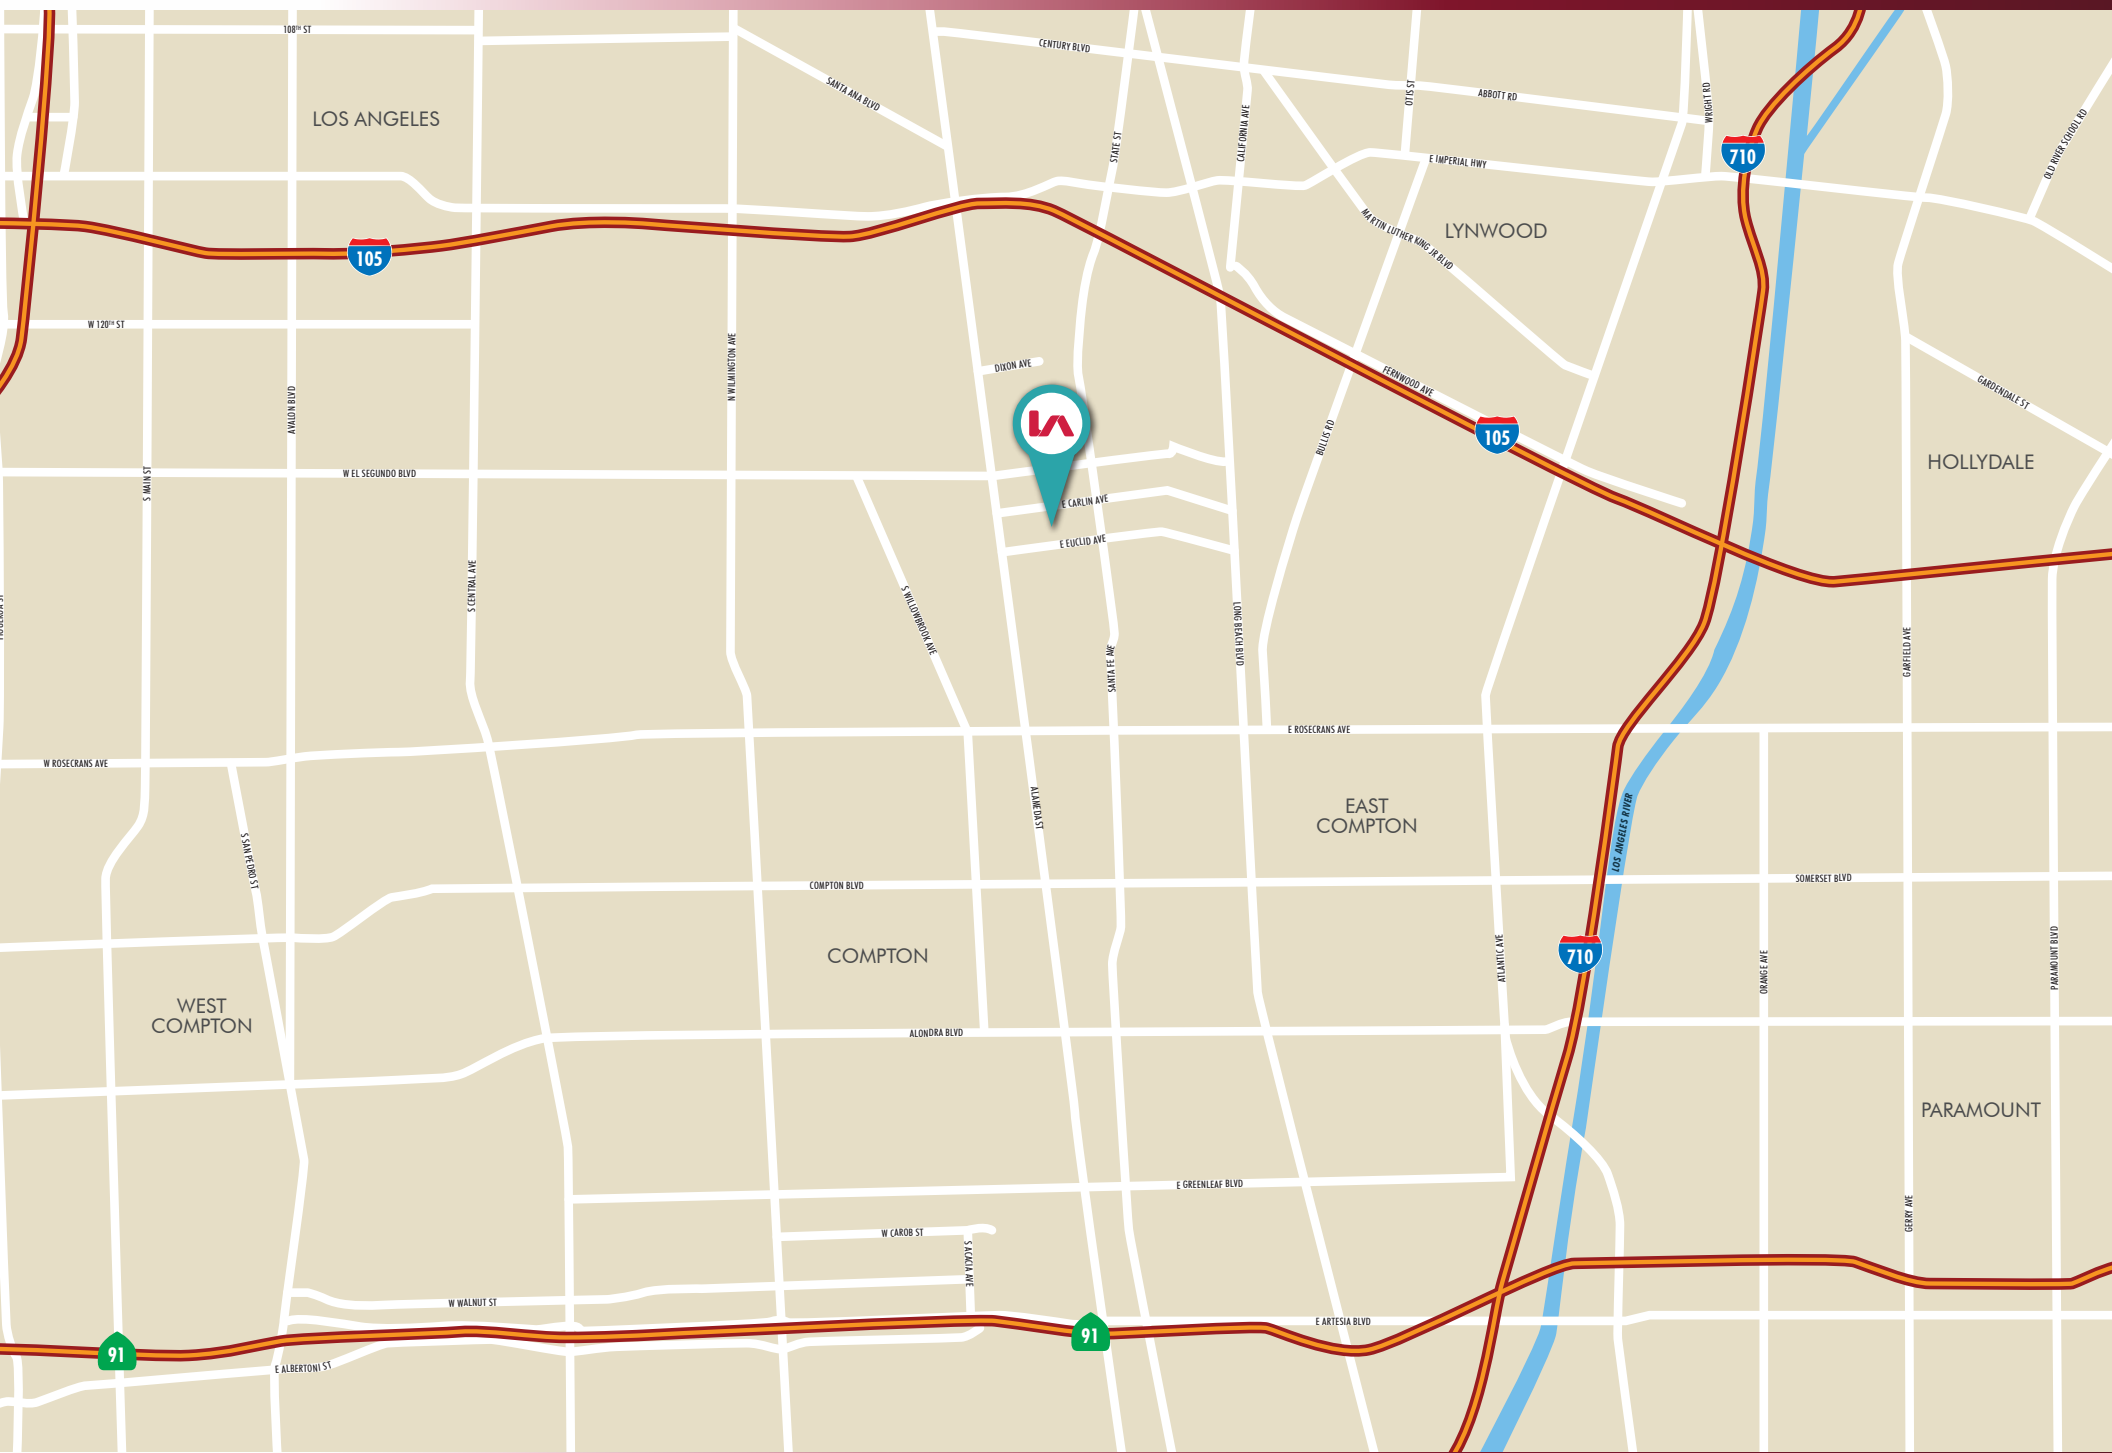 108TH ST
CENTURY BLVD
SANTA ANA BLVD
OTIS ST
ABBOTT RD
WRIGHT RD
LOS ANGELES
STATE ST
CALIFORNIA AVE
OLD RIVER SCHOOL RD
710
E IMPERIAL HWY
LYNWOOD
MARTIN LUTHER KING JR BLVD
105
W 120TH ST
N WILMINGTON AVE
DIXON AVE
FERNWOOD AVE
GARDENDALE ST
AVALON BLVD
LA
BULLIS RD
105
HOLLYDALE
S MAIN ST
W EL SEGUNDO BLVD
E CARLIN AVE
E EUCLID AVE
S CENTRAL AVE
S WILLOWBROOK AVE
SANTA FE AVE
LONG BEACH BLVD
GARFIELD AVE
E ROSECRANS AVE
W ROSECRANS AVE
ALAMEDA ST
EAST
COMPTON
LOS ANGELES RIVER
S SAN PEDRO ST
COMPTON BLVD
SOMERSET BLVD
COMPTON
ATLANTIC AVE
710
ORANGE AVE
PARAMOUNT BLVD
WEST
COMPTON
ALONDRA BLVD
PARAMOUNT
E GREENLEAF BLVD
GERRY AVE
W CAROB ST
S ACACIA AVE
W WALNUT ST
E ARTESIA BLVD
91
91
E ALBERTONI ST